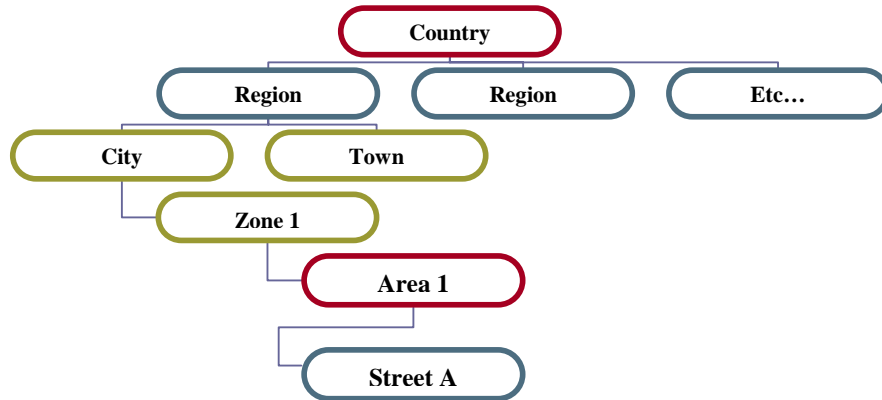 Country
Region
Region
Etc…
City
Town
Zone 1
Area 1
Street A